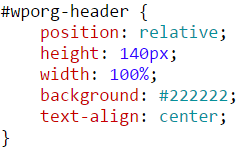 #wporg-header {
    position: relative;
    height: 140px;
    width: 100%;
    background: #222222;
    text-align: center;
}